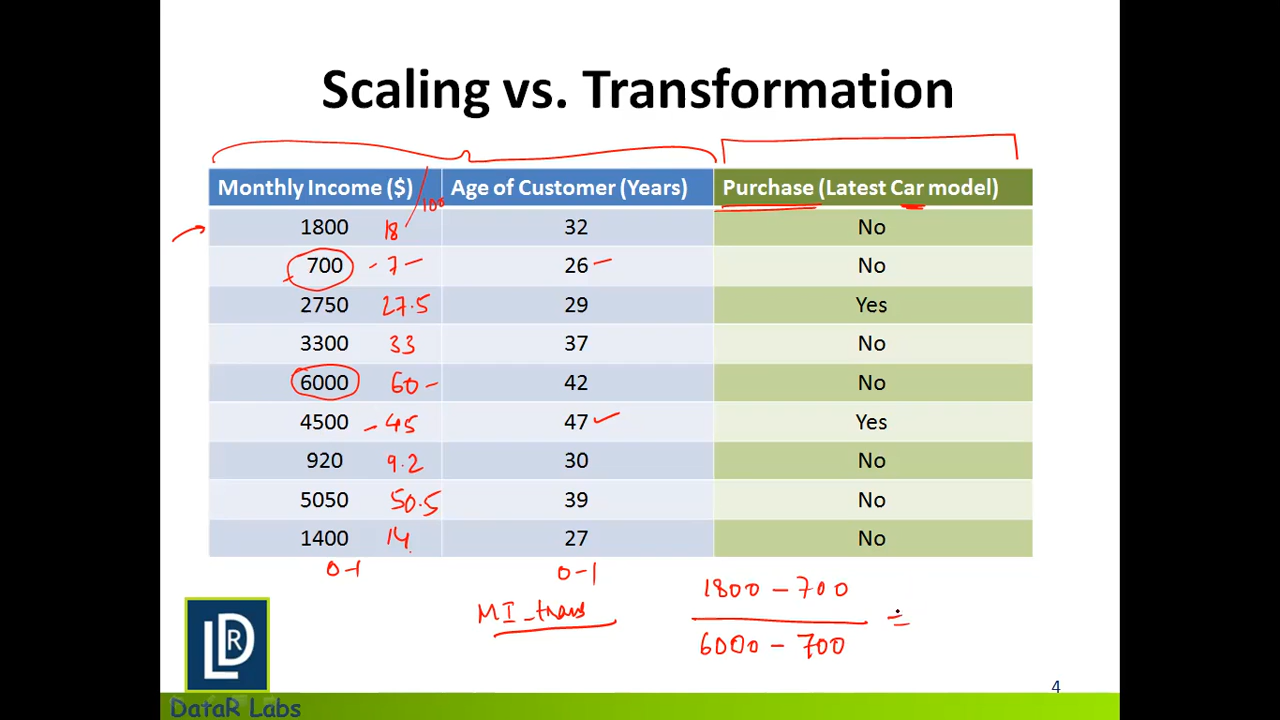 Scaling vs. Transformation
Monthly Income ($) /100 Age of Customer (Years) Purchase (Latest Car model)
1800 18 32 No
700 - 7 - 26 - No
2750 27.5 29 Yes
3300 33 37 No
6000 60 - 42 No
4500 - 45 47 ✓ Yes
920 9.2 30 No
5050 50.5 39 No
1400 14 27 No
0-1 0-1
MI_trans
1800 - 700
6000 - 700
=
LDR
4
DataR Labs